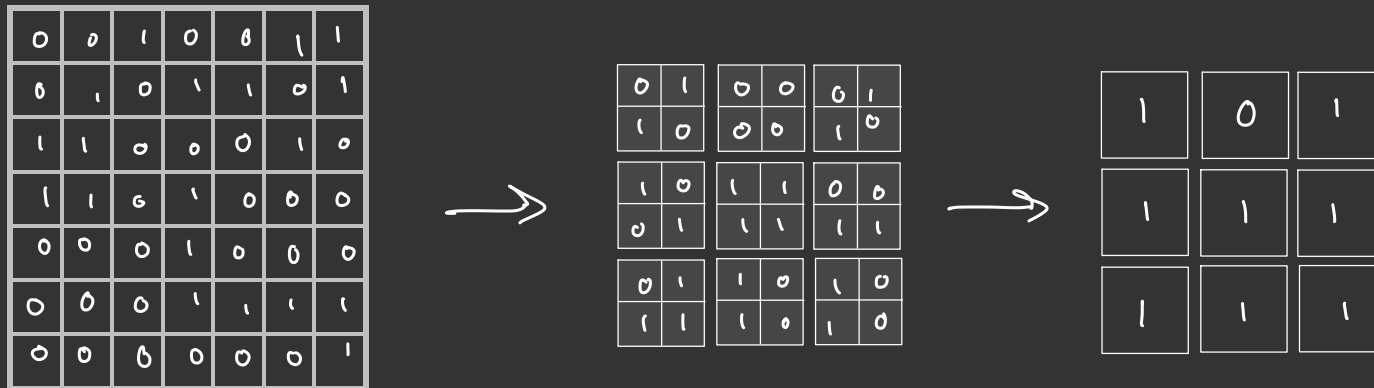 0 0 1 0 0 1 1
0 1 0 1 1 0 1
1 1 0 0 0 1 0
1 1 0 1 0 0 0
0 0 0 1 0 0 0
0 0 0 1 1 1 1
0 0 0 0 0 0 1
0 1 0 0 0 1
1 0 0 0 1 0
1 0 1 1 0 0
0 1 1 1 1 1
0 1 1 0 1 0
1 1 1 0 1 0
1 0 1
1 1 1
1 1 1